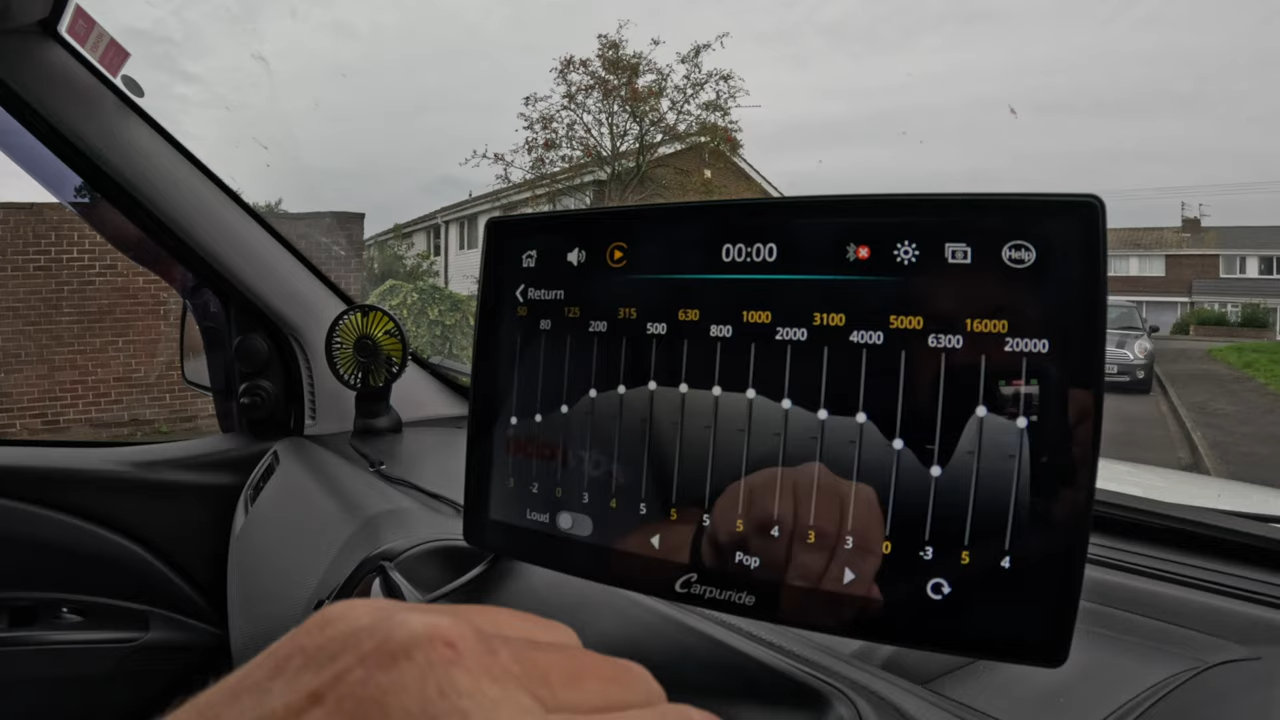 00:00
Help
Return
50 125 315 630 1000 3100 5000 16000
80 200 500 800 2000 4000 6300 20000
-3 -2 0 3 4 5 5 5 5 4 3 3 0 -3 5 4
Loud
Pop
Carpuride